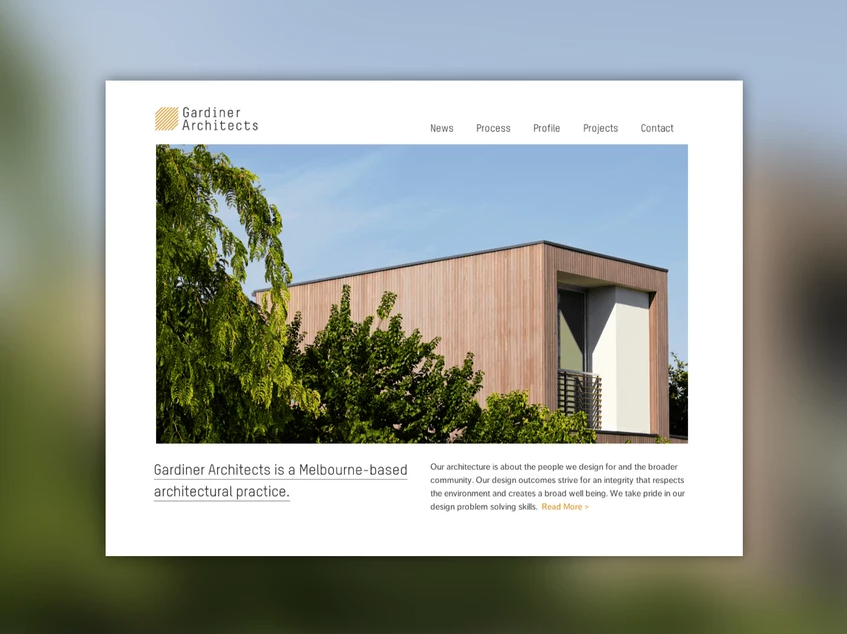 Gardiner
Architects
News Process Profile Projects Contact
Gardiner Architects is a Melbourne-based
architectural practice.
Our architecture is about the people we design for and the broader
community. Our design outcomes strive for an integrity that respects
the environment and creates a broad well being. We take pride in our
design problem solving skills. Read More >